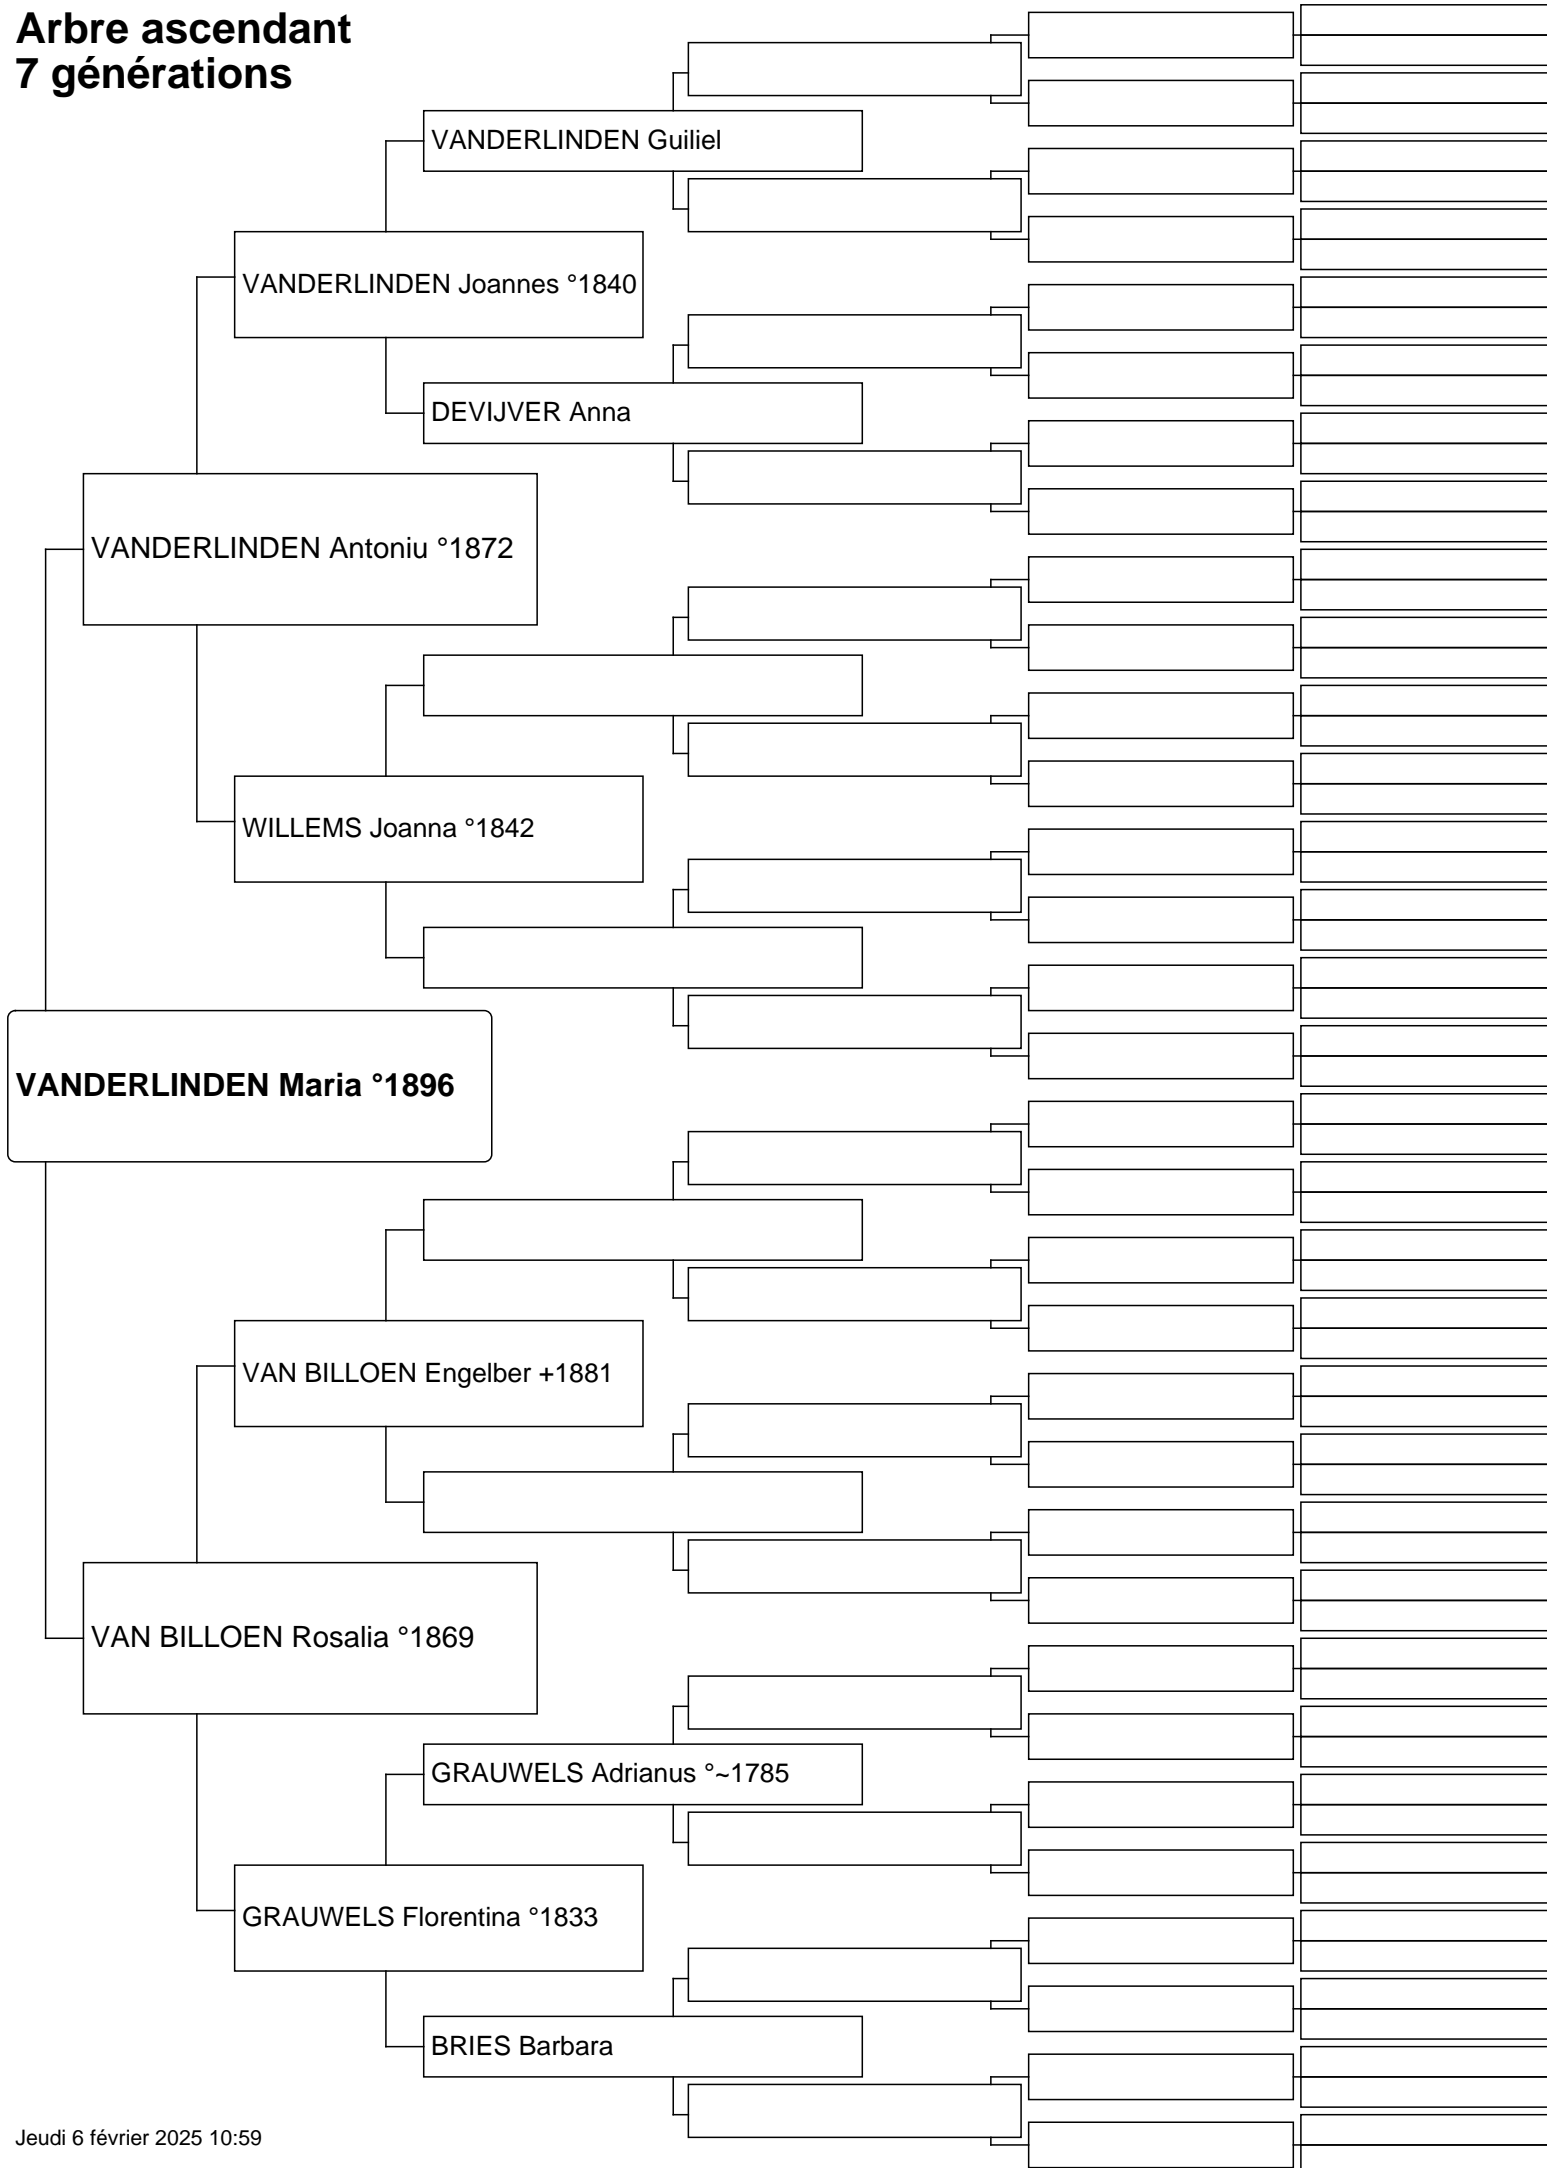 Arbre ascendant
7 générations
VANDERLINDEN Guiliel
VANDERLINDEN Joannes °1840
DEVIJVER Anna
VANDERLINDEN Antoniu °1872
WILLEMS Joanna °1842
VANDERLINDEN Maria °1896
VAN BILLOEN Engelber +1881
VAN BILLOEN Rosalia °1869
GRAUWELS Adrianus °~1785
GRAUWELS Florentina °1833
BRIES Barbara
Jeudi 6 février 2025 10:59